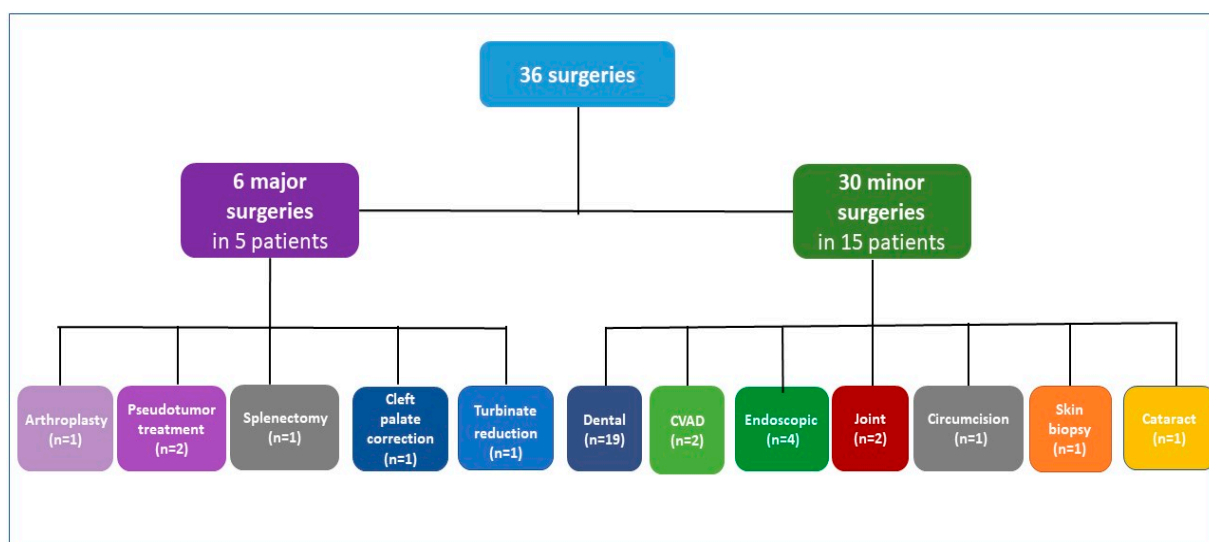 36 surgeries
6 major
surgeries
in 5 patients
30 minor
surgeries
in 15 patients
Arthroplasty
(n=1)
Pseudotumor
treatment
(n=2)
Splenectomy
(n=1)
Cleft
palate
correction
(n=1)
Turbinate
reduction
(n=1)
Dental
(n=19)
CVAD
(n=2)
Endoscopic
(n=4)
Joint
(n=2)
Circumcision
(n=1)
Skin
biopsy
(n=1)
Cataract
(n=1)